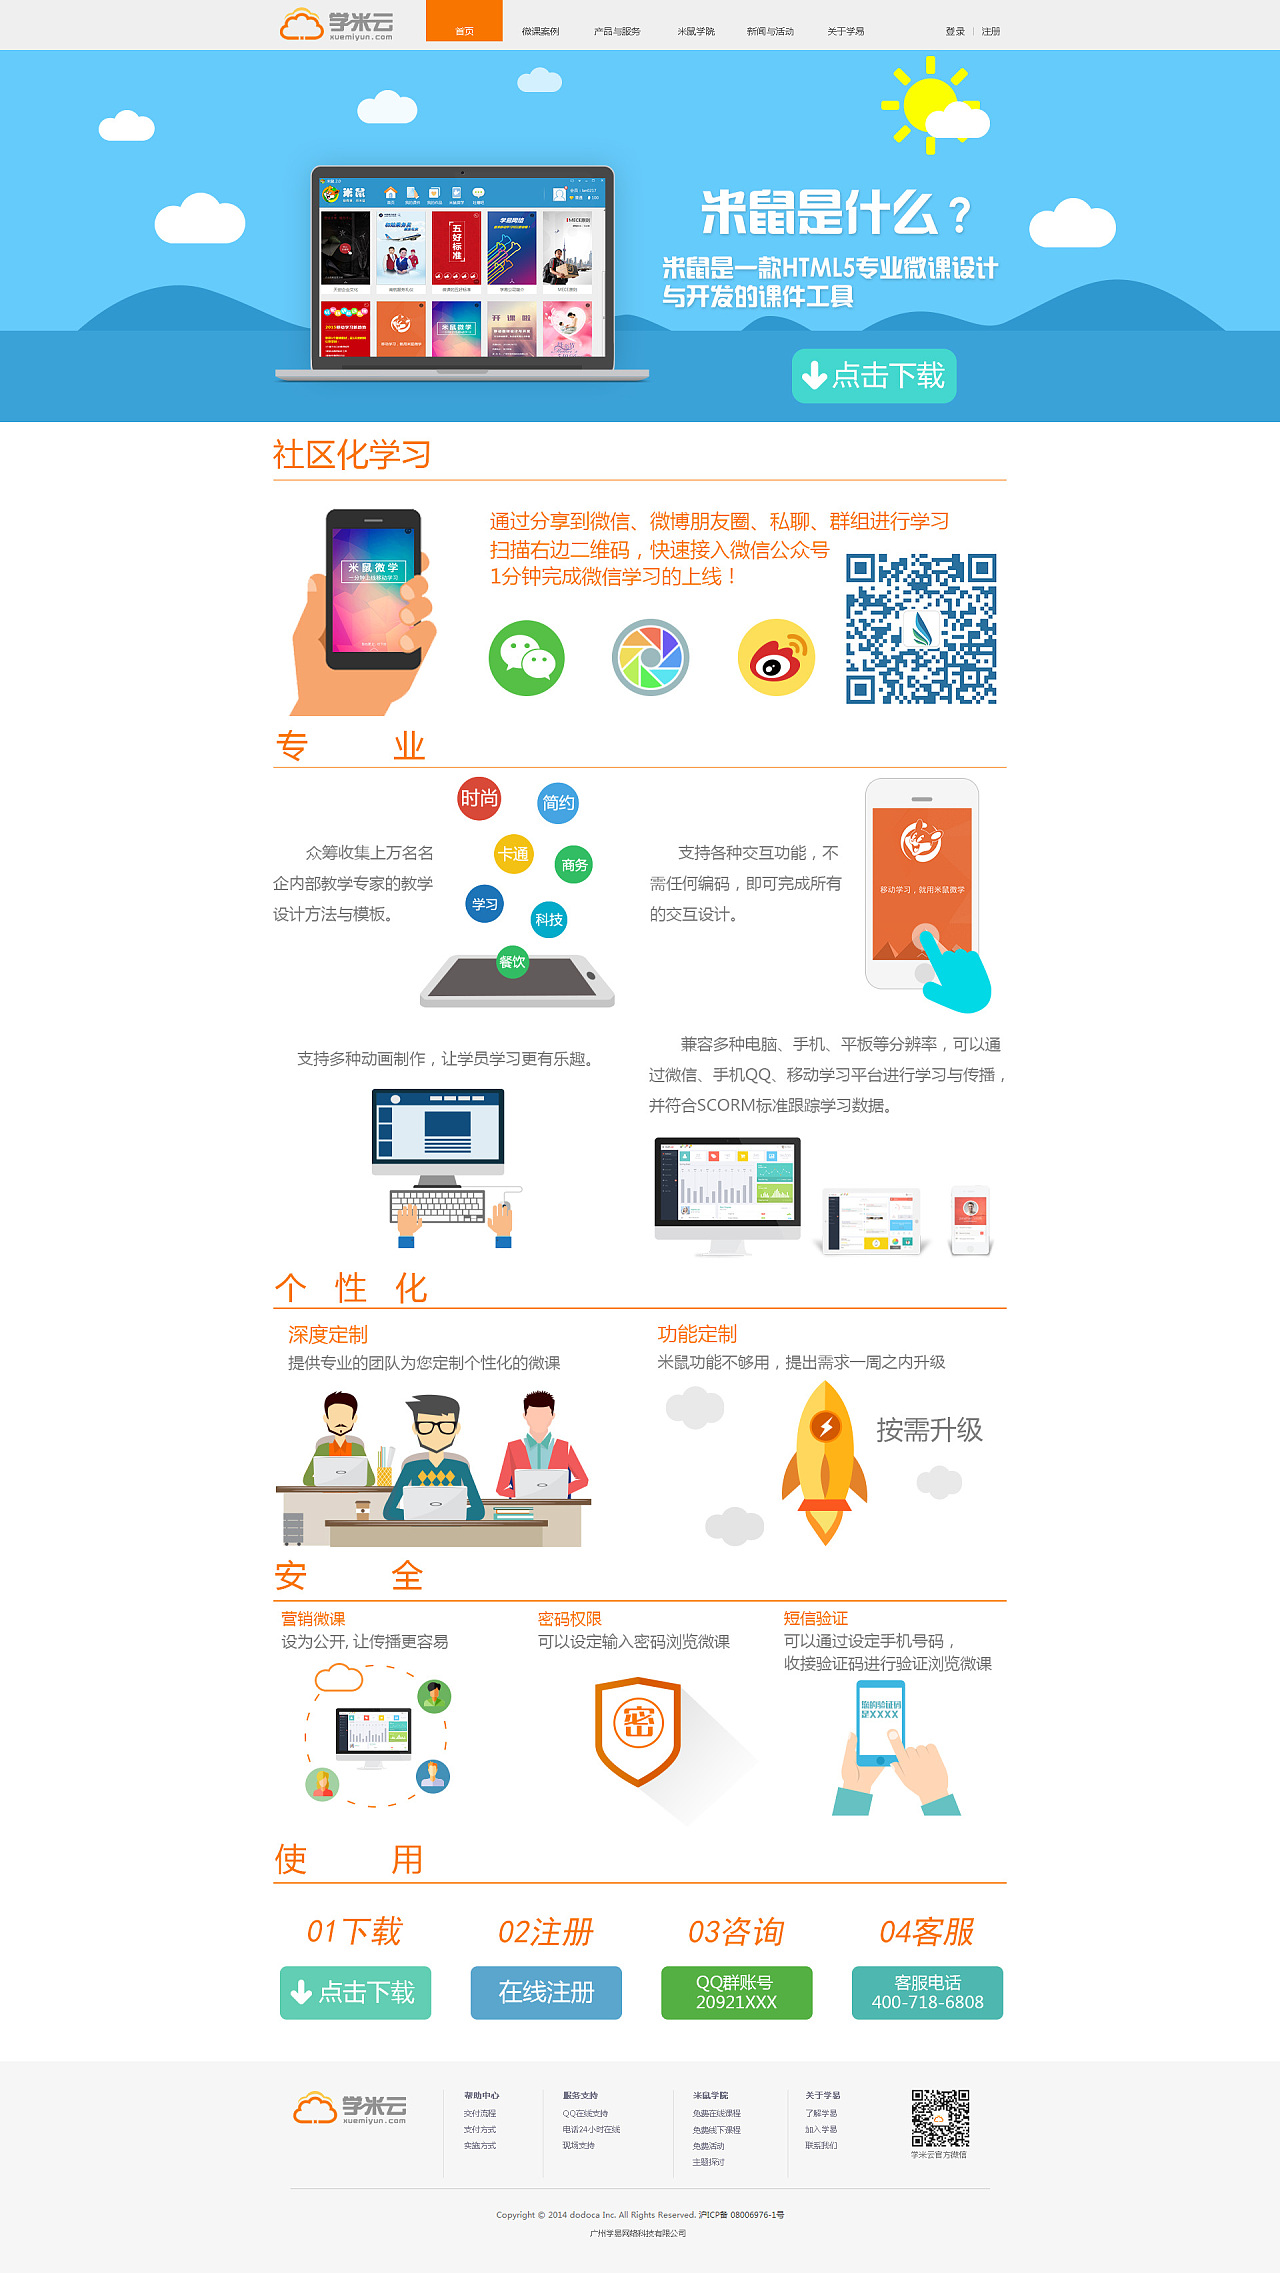 学米云
xuemiyun.com
首页
微课案例
产品与服务
米鼠学院
新闻与活动
关于学易
登录
注册
米鼠是什么？
米鼠是一款HTML5专业微课设计
与开发的课件工具
米鼠
五好标准
学易网络
米鼠微学
开课啦
点击下载
社区化学习
通过分享到微信、微博朋友圈、私聊、群组进行学习
扫描右边二维码，快速接入微信公众号
1分钟完成微信学习的上线！
米鼠微学
一分钟上线移动学习
专业
众筹收集上万名名
企内部教学专家的教学
设计方法与模板。
时尚
简约
卡通
商务
学习
科技
餐饮
支持各种交互功能，不
需任何编码，即可完成所有
的交互设计。
移动学习，就用米鼠微学
支持多种动画制作，让学员学习更有乐趣。
兼容多种电脑、手机、平板等分辨率，可以通
过微信、手机QQ、移动学习平台进行学习与传播，
并符合SCORM标准跟踪学习数据。
个性化
深度定制
提供专业的团队为您定制个性化的微课
功能定制
米鼠功能不够用，提出需求一周之内升级
按需升级
安全
营销微课
设为公开, 让传播更容易
密码权限
可以设定输入密码浏览微课
密
短信验证
可以通过设定手机号码，
收接验证码进行验证浏览微课
您的验证码
是XXXX
使用
01下载
02注册
03咨询
04客服
点击下载
在线注册
QQ群账号
20921XXX
客服电话
400-718-6808
学米云
xuemiyun.com
帮助中心
交付流程
支付方式
实施方式
服务支持
QQ在线支持
电话24小时在线
现场支持
米鼠学院
免费在线课程
免费线下课程
免费活动
主题探讨
关于学易
了解学易
加入学易
联系我们
学米云官方微信
Copyright © 2014 dodoca Inc. All Rights Reserved. 沪ICP备 08006976-1号
广州学易网络科技有限公司